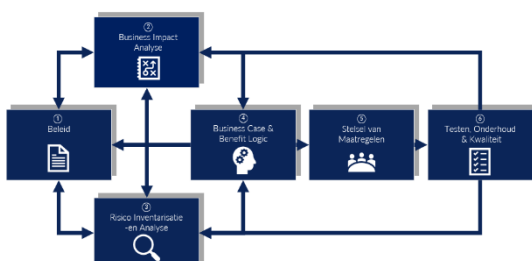 ①
Beleid
②
Business Impact
Analyse
③
Risico Inventarisatie
-en Analyse
④
Business Case &
Benefit Logic
⑤
Stelsel van
Maatregelen
⑥
Testen, Onderhoud
& Kwaliteit